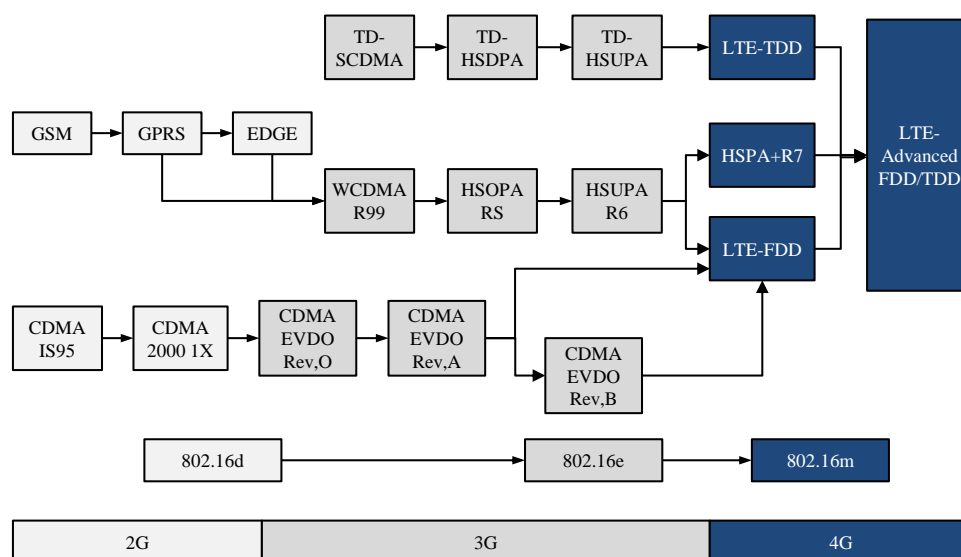 TD-
SCDMA
TD-
HSDPA
TD-
HSUPA
LTE-TDD
GSM
GPRS
EDGE
HSPA+R7
LTE-
Advanced
FDD/TDD
WCDMA
R99
HSOPA
RS
HSUPA
R6
LTE-FDD
CDMA
IS95
CDMA
2000 1X
CDMA
EVDO
Rev,O
CDMA
EVDO
Rev,A
CDMA
EVDO
Rev,B
802.16d
802.16e
802.16m
2G
3G
4G